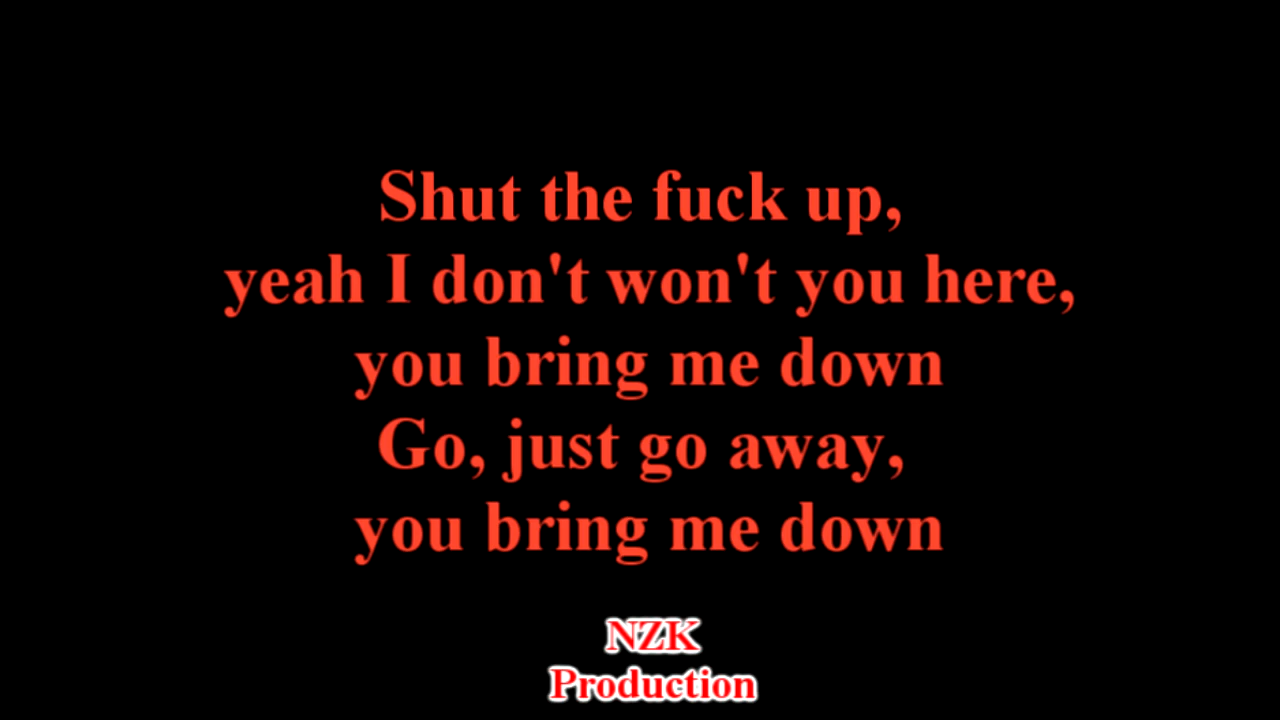 Shut the fuck up,
yeah I don't won't you here,
you bring me down
Go, just go away,
you bring me down
NZK
Production